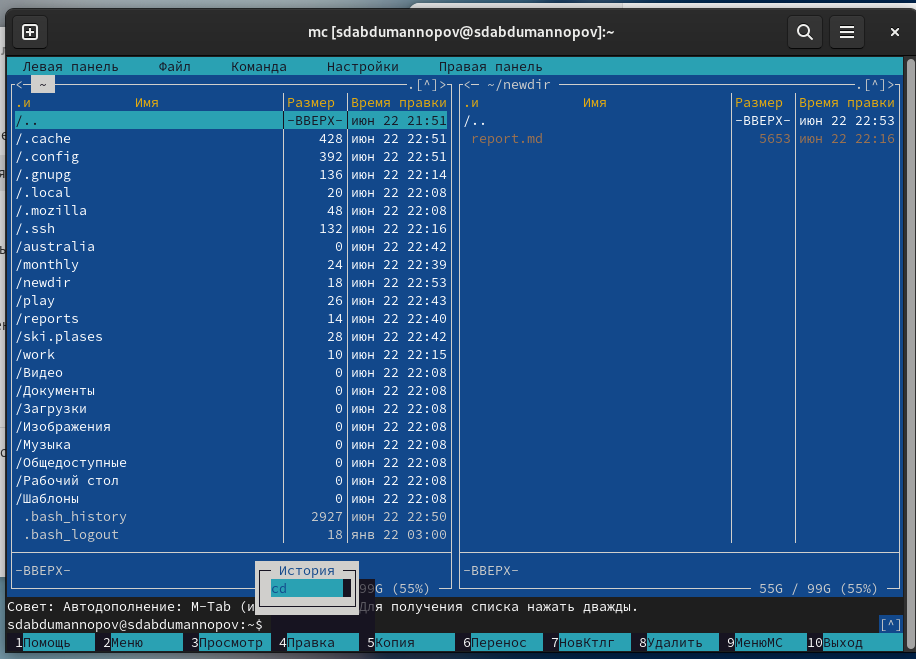 mc [sdabdumannopov@sdabdumannopov]:~
Левая панель Файл Команда Настройки Правая панель
<─ ~ .[^]> <─ ~/newdir .[^]>
.и Имя Размер Время правки .и Имя Размер Время правки
/.. -ВВЕРХ- июн 22 21:51 /.. -ВВЕРХ- июн 22 22:53
/.cache 428 июн 22 22:51 report.md 5653 июн 22 22:16
/.config 392 июн 22 22:51
/.gnupg 136 июн 22 22:14
/.local 20 июн 22 22:08
/.mozilla 48 июн 22 22:08
/.ssh 132 июн 22 22:16
/australia 0 июн 22 22:42
/monthly 24 июн 22 22:39
/newdir 18 июн 22 22:53
/play 26 июн 22 22:43
/reports 14 июн 22 22:40
/ski.plases 28 июн 22 22:42
/work 10 июн 22 22:15
/Видео 0 июн 22 22:08
/Документы 0 июн 22 22:08
/Загрузки 0 июн 22 22:08
/Изображения 0 июн 22 22:08
/Музыка 0 июн 22 22:08
/Общедоступные 0 июн 22 22:08
/Рабочий стол 0 июн 22 22:08
/Шаблоны 0 июн 22 22:08
.bash_history 2927 июн 22 22:50
.bash_logout 18 янв 22 03:00
-ВВЕРХ- -ВВЕРХ-
История
cd
99G (55%) 55G / 99G (55%)
Совет: Автодополнение: M-Tab (и для получения списка нажать дважды.
sdabdumannopov@sdabdumannopov:~$ [^]
1Помощь 2Меню 3Просмотр 4Правка 5Копия 6Перенос 7НовКтлг 8Удалить 9МенюМС 10Выход